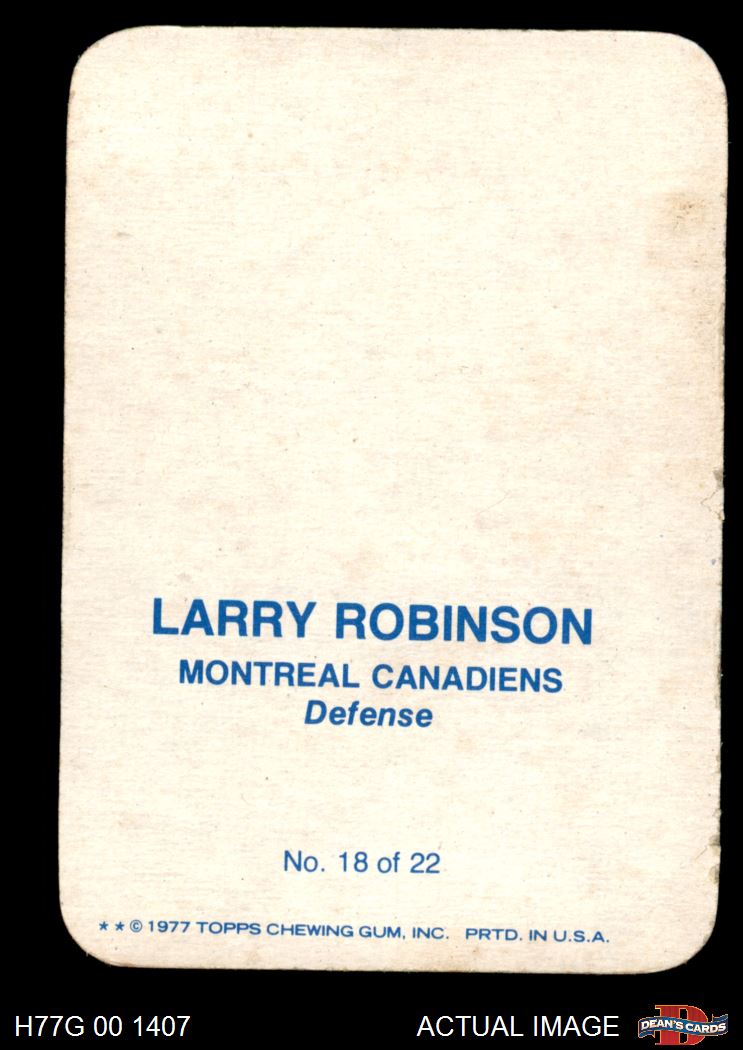 LARRY ROBINSON
MONTREAL CANADIENS
Defense
No. 18 of 22
★ ★ © 1977 TOPPS CHEWING GUM, INC. PRTD. IN U.S.A.
H77G 00 1407
ACTUAL IMAGE
DEAN'S CARDS